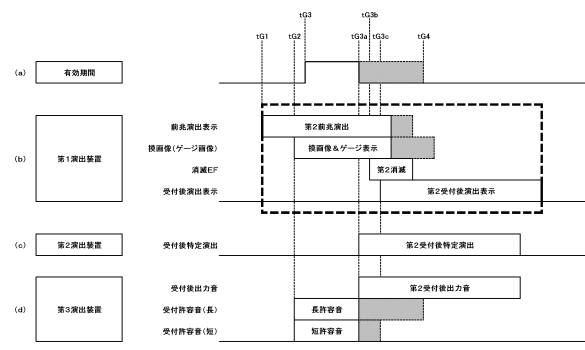 tG3
tG3b
tG1
tG2
tG3a
tG3c
tG4
(a)
有効期間
(b)
第1演出装置
前兆演出表示
第2前兆演出
換画像(ゲージ画像)
換画像&ゲージ表示
消滅EF
第2消滅
受付後演出表示
第2受付後演出表示
(c)
第2演出装置
受付後特定演出
第2受付後特定演出
(d)
第3演出装置
受付後出力音
第2受付後出力音
受付許容音(長)
長許容音
受付許容音(短)
短許容音